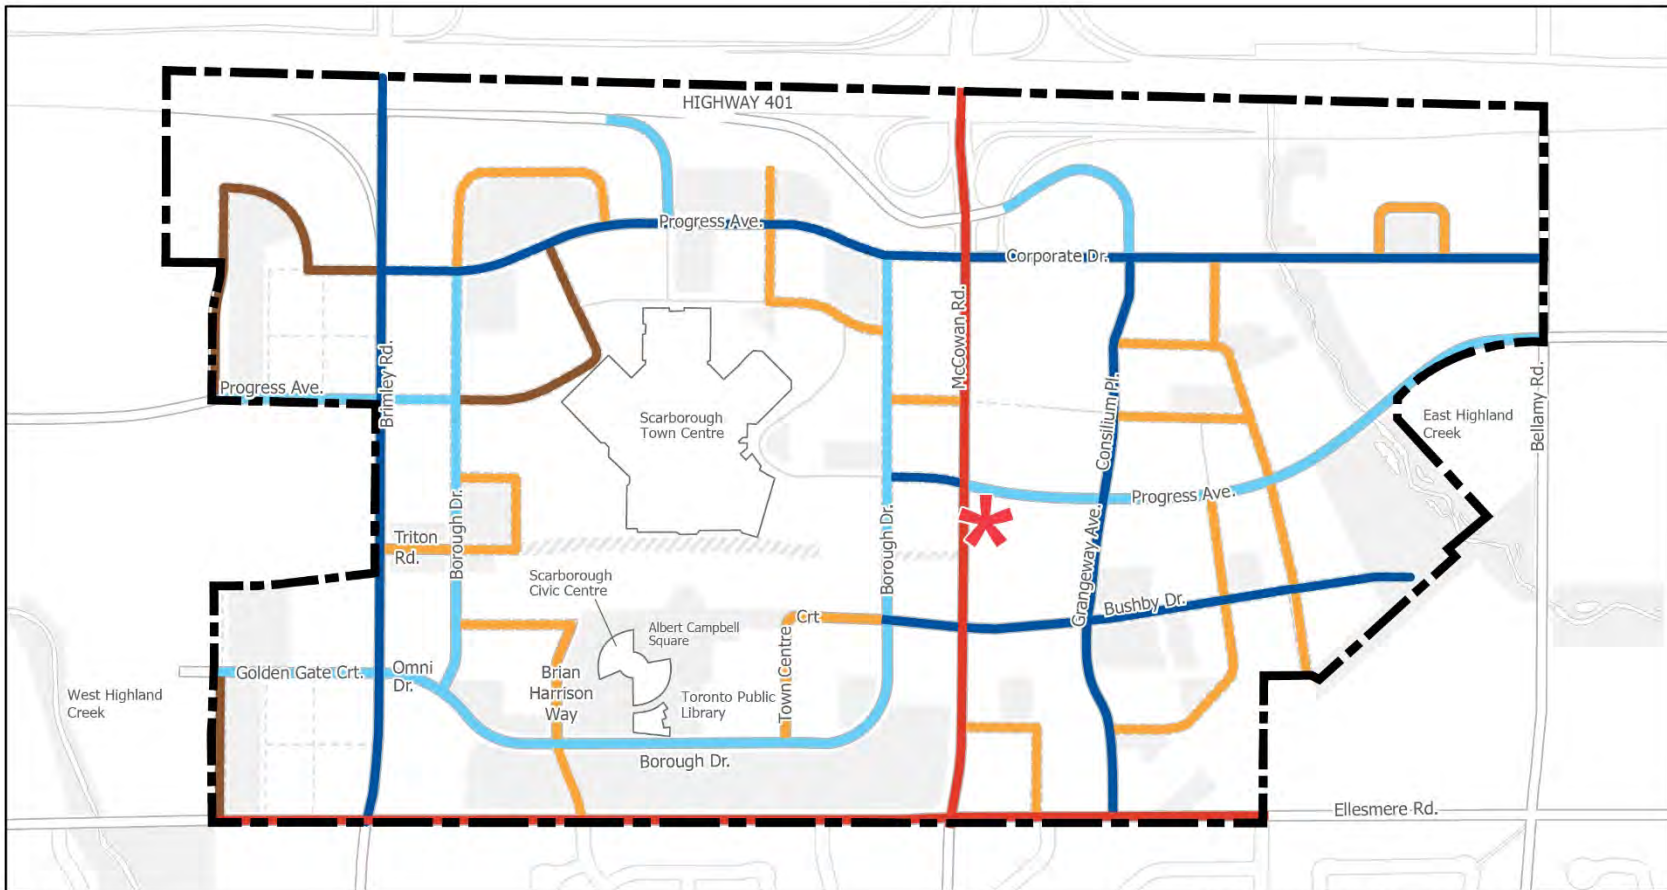 HIGHWAY 401
Progress Ave.
Corporate Dr.
McCowan Rd.
Brimley Rd.
Consilium Pl.
Bellamy Rd.
Progress Ave.
Scarborough
Town Centre
East Highland
Creek
Borough Dr.
Triton
Rd.
Borough Dr.
Progress Ave.
Grangeway Ave.
Scarborough
Civic Centre
Albert Campbell
Square
Crt
Town Centre
Bushby Dr.
Golden Gate Crt.
Omni
Dr.
Brian
Harrison
Way
Toronto Public
Library
West Highland
Creek
Borough Dr.
Ellesmere Rd.